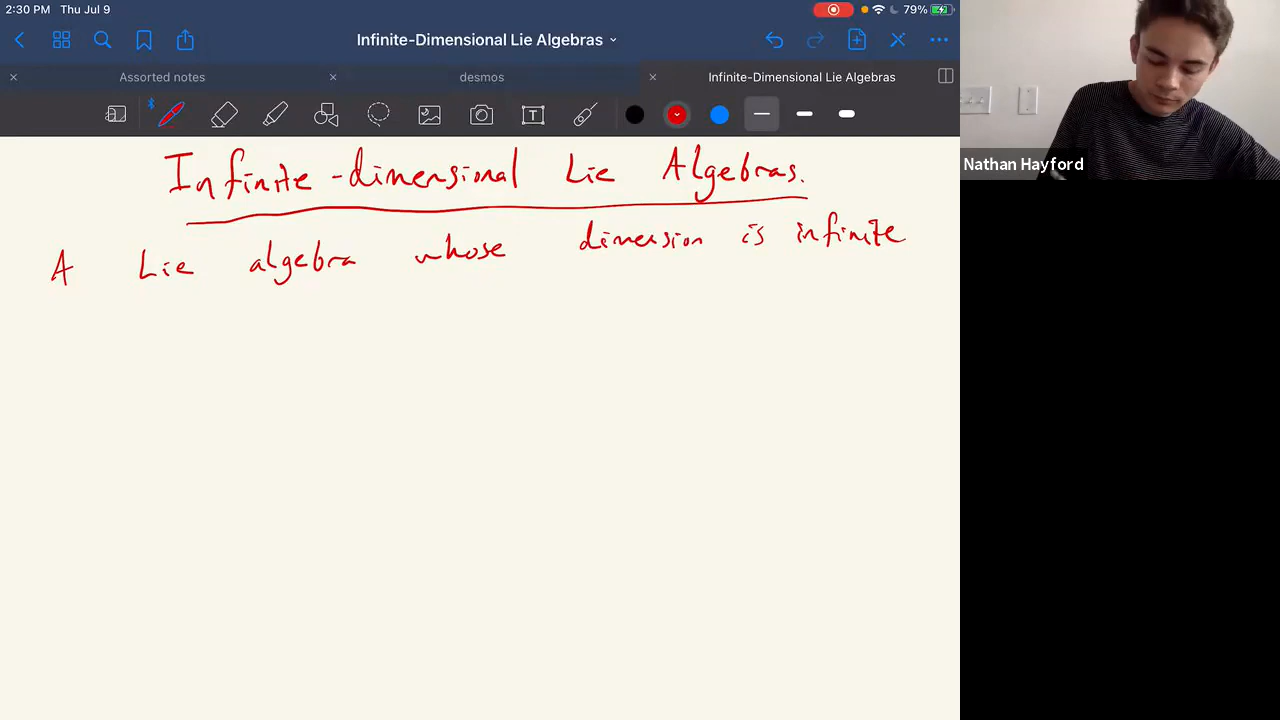 2:30 PM Thu Jul 9 79%
Infinite-Dimensional Lie Algebras
Assorted notes desmos Infinite-Dimensional Lie Algebras
T
Infinite-dimensional Lie Algebras.
A Lie algebra whose dimension is infinite
Nathan Hayford